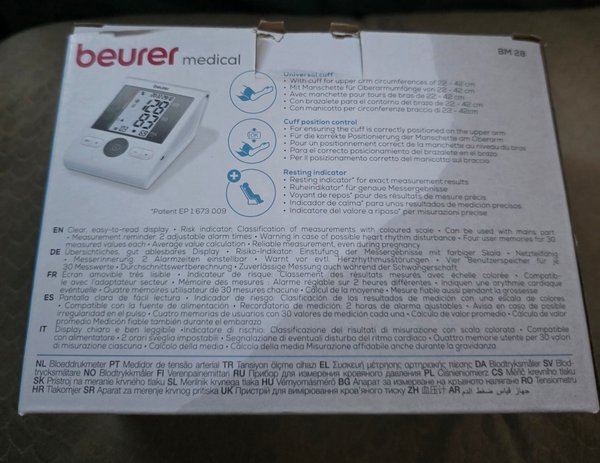 beurer medical
BM 28
beurer
Universal cuff
• With cuff for upper arm circumferences of 22 - 42 cm
• Mit Manschette für Oberarmumfänge von 22 - 42 cm
• Avec manchette pour tours de bras de 22 - 42 cm
• Con brazalete para el contorno del brazo de 22 - 42 cm
• Con manicotto per circonferenze braccio di 22 - 42cm
Cuff position control
• For ensuring the cuff is correctly positioned on the upper arm
• Für die korrekte Positionierung der Manschette am Oberarm
• Pour un positionnement correct de la manchette au niveau du bras
• Para el correcto posicionamiento del brazalete en el brazo
• Per il posizionamento corretto del manicotto sul braccio
OK
Resting indicator
• Resting indicator* for exact measurement results
• Ruheindikator* für genaue Messergebnisse
• Voyant de repos* pour des résultats de mesure précis
• Indicador de calma* para unos resultados de medición precisos.
• Indicatore del valore a riposo* per misurazioni precise
*Patent EP 1 673 009
EN Clear, easy-to-read display • Risk indicator: Classification of measurements with coloured scale • Can be used with mains part
• Measurement reminder: 2 adjustable alarm times • Warning in case of possible heart rhythm disturbance • Four user memories for 30
measured values each • Average value calculation • Reliable measurement, even during pregnancy
DE Übersichtliches, gut ablesbares Display • Risiko-Indikator: Einstufung der Messergebnisse mit farbiger Skala • Netzteilfähig
• Messerinnerung: 2 Alarmzeiten einstellbar • Warnt vor evtl. Herzrhythmusstörungen • Vier Benutzerspeicher für je
30 Messwerte • Durchschnittswertberechnung • Zuverlässige Messung auch während der Schwangerschaft
FR Écran amovible très lisible • Indicateur de risque: Classement des résultats mesurés avec échelle colorée • Compatib-
le avec l'adaptateur secteur • Mémoire des mesures : Alarme réglable sur 2 heures différentes • Indiquen une arythmie cardiaque
éventuelle • 4 mémoires utilisateur de 30 mesures chacune • Calcul de la moyenne • Mesure fiable aussi pendant la grossesse
ES Pantalla clara de fácil lectura • Indicador de riesgo: Clasificación de los resultados de medición con una escala de colores
• Compatible con la fuente de alimentación • Recordatorio de medición: 2 horas de alarma ajustables • Aviso en caso de posible
irregularidad en el pulso • Cuatro memorias de usuarios con 30 valores de medición cada una • Cálculo de valor promedio • Cálculo de valor
promedio Medición fiable también durante el embarazo
IT Display chiaro e ben leggibile •Indicatore di rischio: Classificazione dei risultati di misurazione con scala colorata • Compatibile
con alimentatore • 2 orari sveglia impostabili • Segnalazione di eventuali disturbi del ritmo cardiaco • Quattro memorie utente per 30 valori
di misurazione ciascuna • Calcolo della media • Calcolo della media Misurazione affidabile anche durante la gravidanza
NL Bloeddrukmeter PT Medidor de tensão arterial TR Tansiyon ölçme cihazı EL Συσκευή μέτρησης αρτηριακής πίεσης DA Blodtryksmåler SV Blod-
trycksmätare NO Blodtrykkmåler FI Verenpainemittari RU Прибор для измерения кровяного давления PL Ciśnieniomierz CS Měřič krevního tlaku
SK Prístroj na meranie krvného tlaku SL Merilnik krvnega tlaka HU Vérnyomásmérő BG Апарат за измерване на кръвното налягане RO Tensiometru
HR Tlakomjer SR Aparat za merenje krvnog pritiska UK Пристрій для вимірювання кров'яного тиску ZH 血压计 AR جهاز قياس ضغط الدم